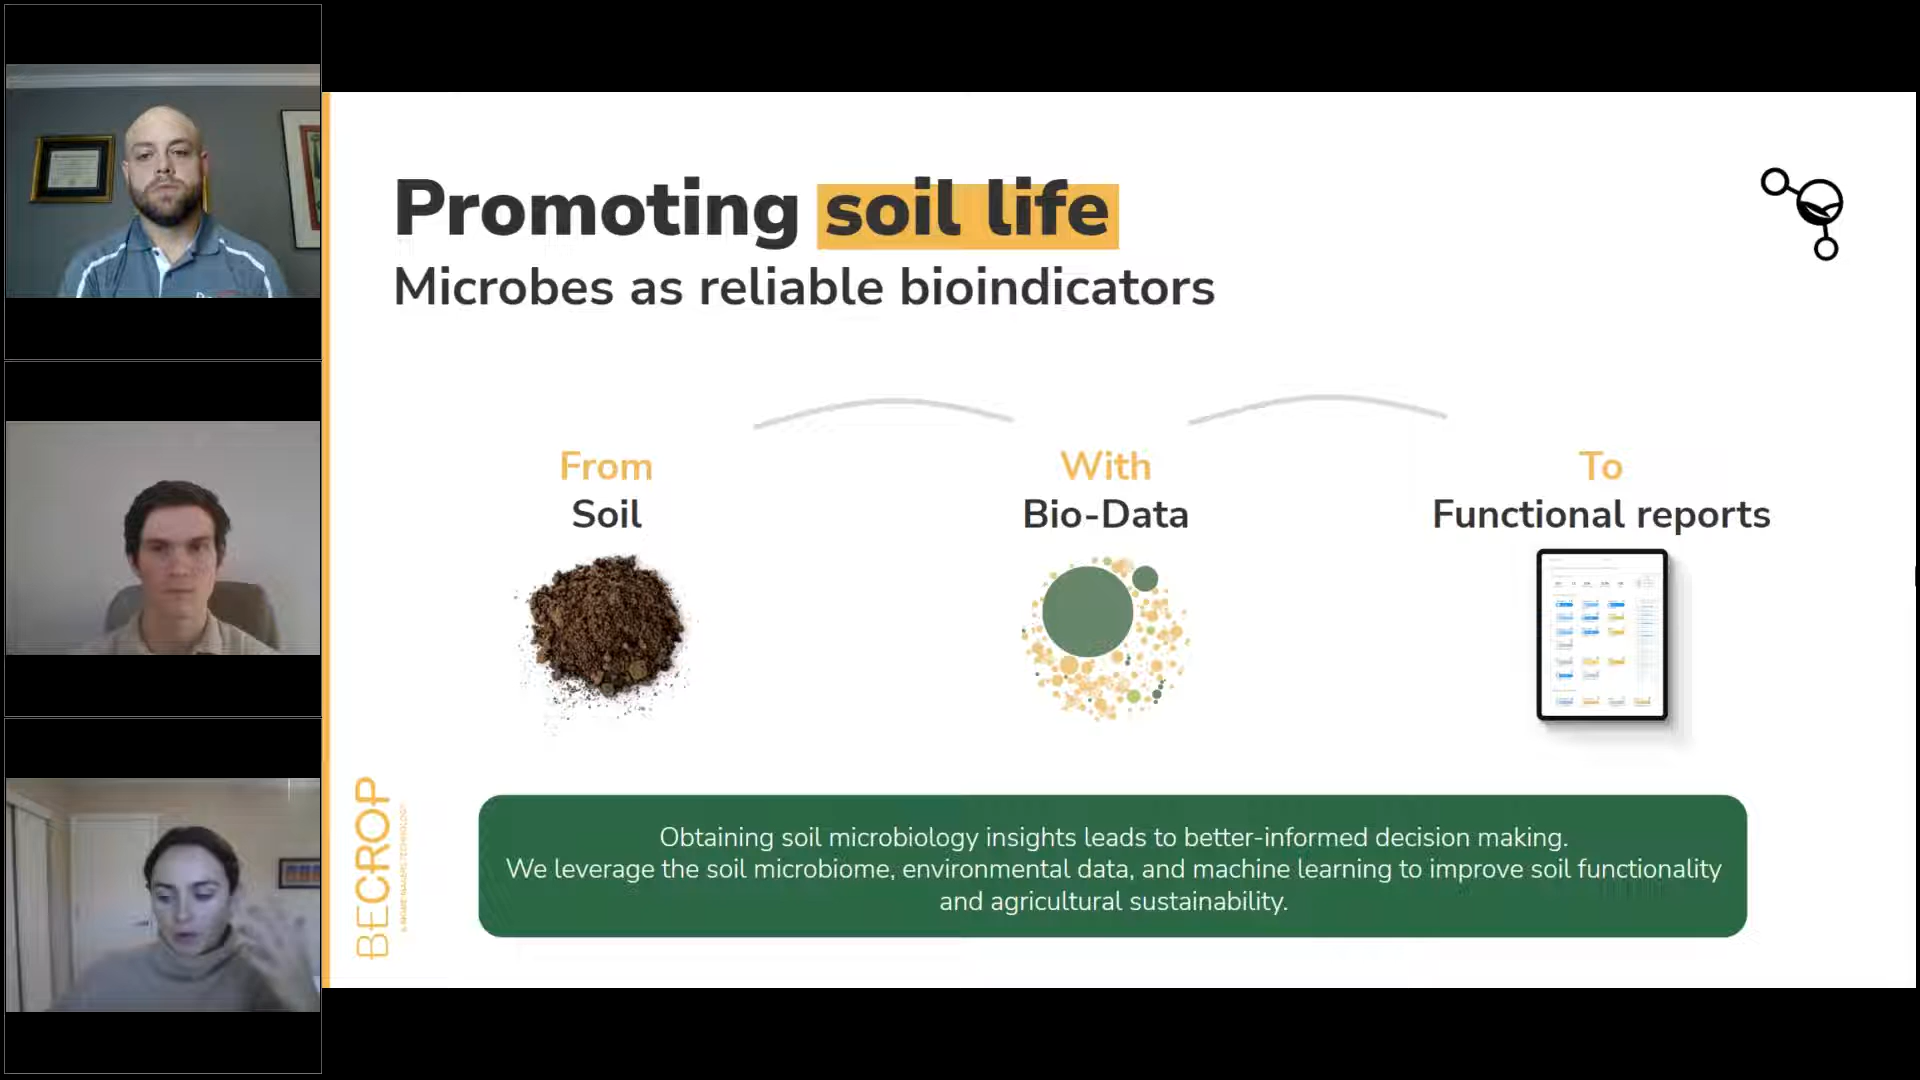 Promoting soil life
Microbes as reliable bioindicators
From
Soil
With
Bio-Data
To
Functional reports
BECROP
Obtaining soil microbiology insights leads to better-informed decision making.
We leverage the soil microbiome, environmental data, and machine learning to improve soil functionality
and agricultural sustainability.